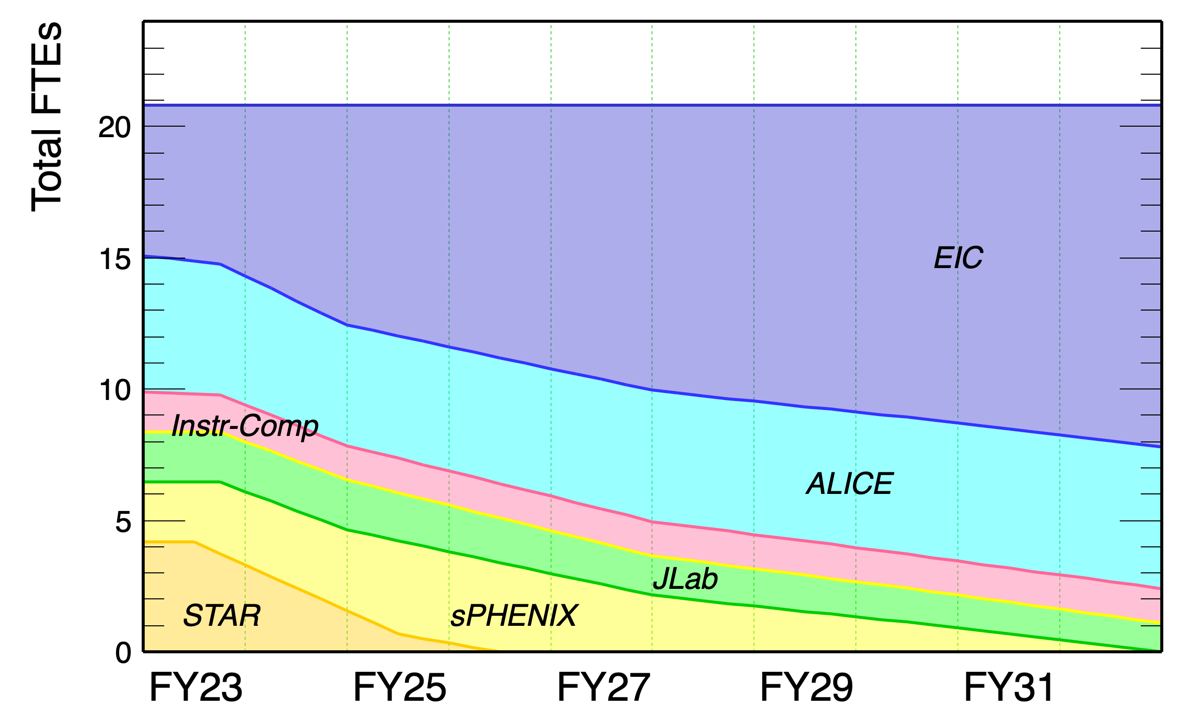 Total FTEs
20
15
10
5
0
EIC
ALICE
Instr-Comp
JLab
STAR
sPHENIX
FY23
FY25
FY27
FY29
FY31